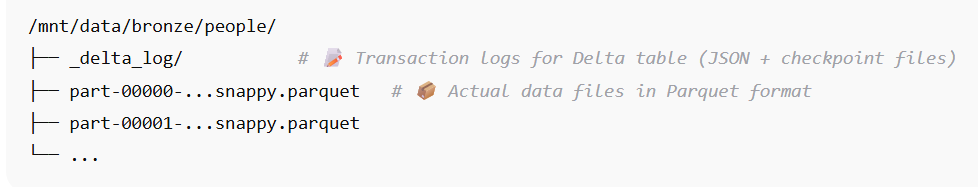 /mnt/data/bronze/people/
├── _delta_log/           # 📝 Transaction logs for Delta table (JSON + checkpoint files)
├── part-00000-...snappy.parquet   # 📦 Actual data files in Parquet format
├── part-00001-...snappy.parquet
└── ...